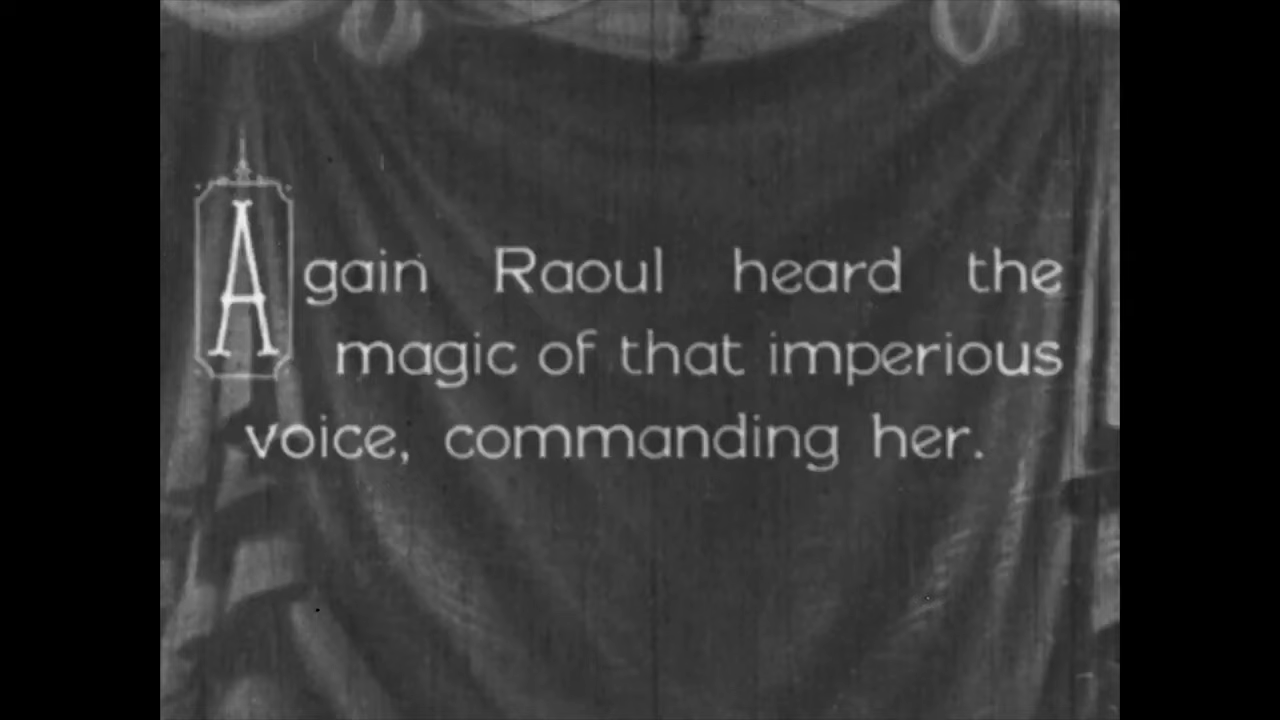 Again Raoul heard the
magic of that imperious
voice, commanding her.